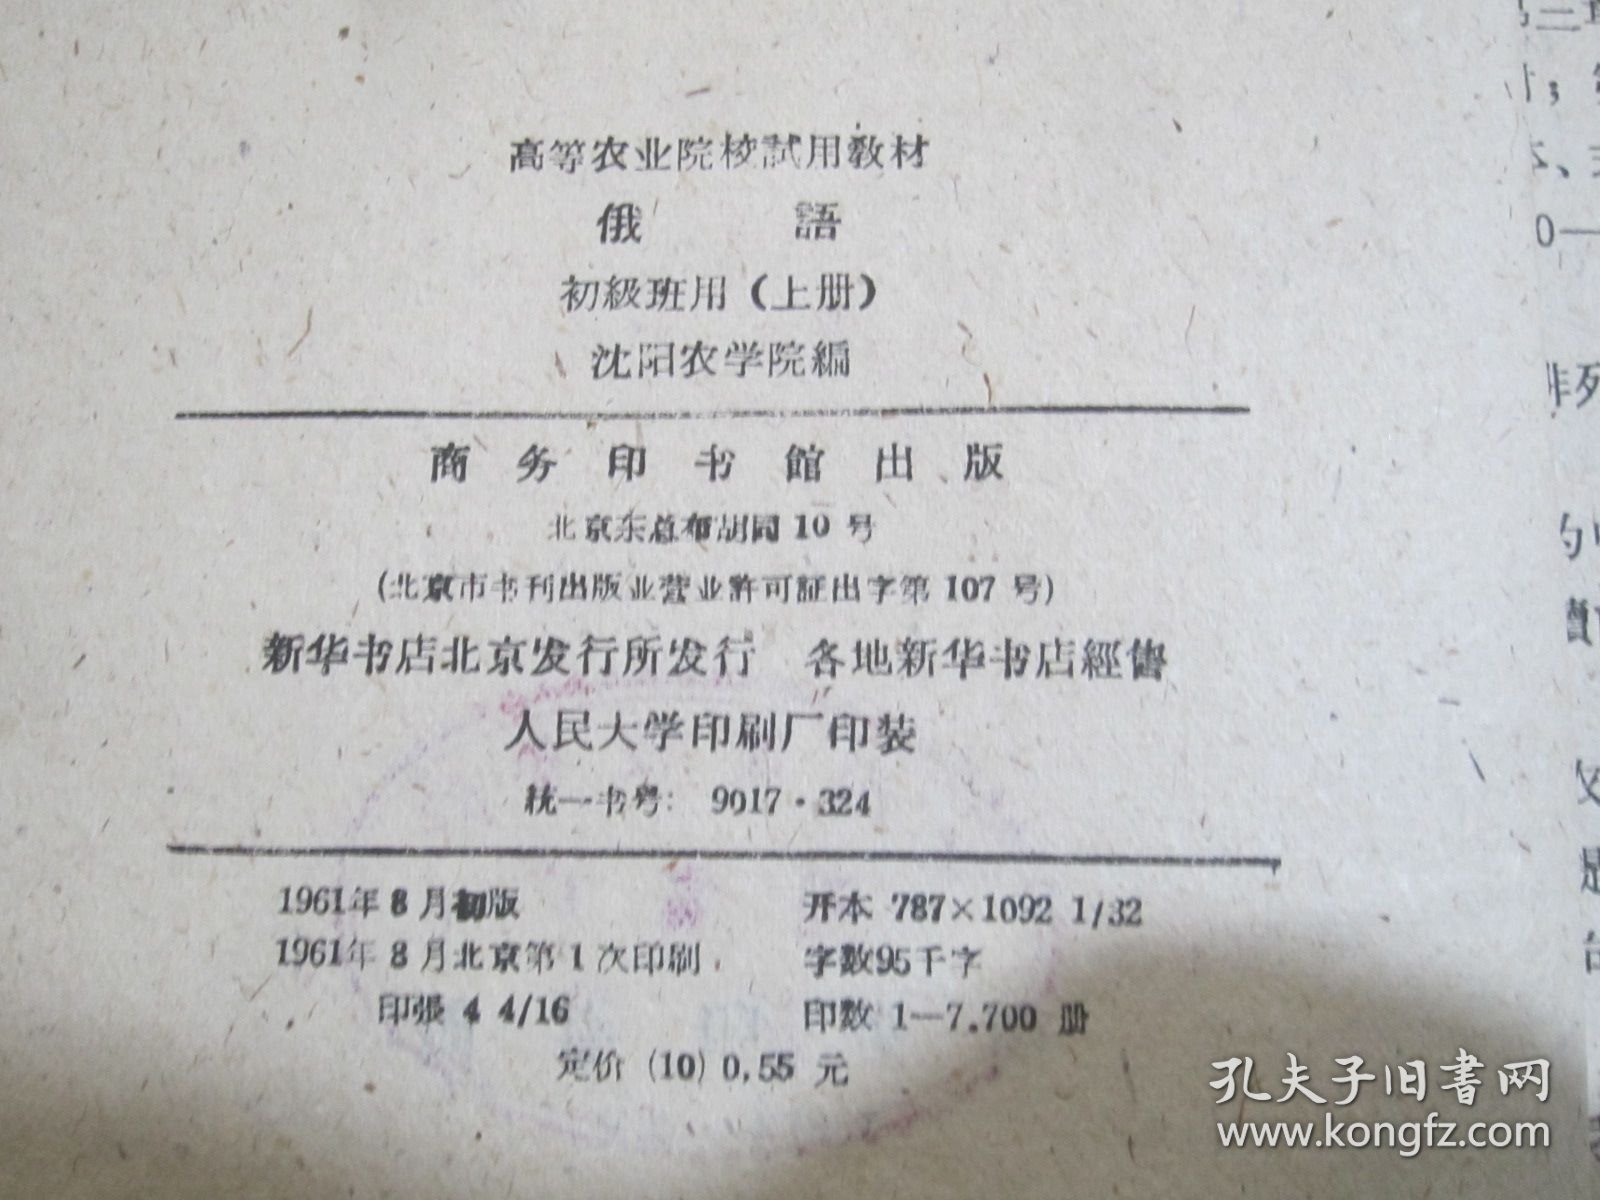 高等农业院校試用教材
俄 語
初級班用（上册）
沈阳农学院編
商务印书館出版
北京东总布胡同10号
(北京市书刊出版业营业許可証出字第107号)
新华书店北京发行所发行 各地新华书店經售
人民大学印刷厂印装
統一书号: 9017·324
1961年8月初版 开本 787×1092 1/32
1961年8月北京第1次印刷 字数95千字
印張 4 4/16 印数 1—7.700 册
定价 (10) 0.55 元
孔夫子旧書网
www.kongfz.com